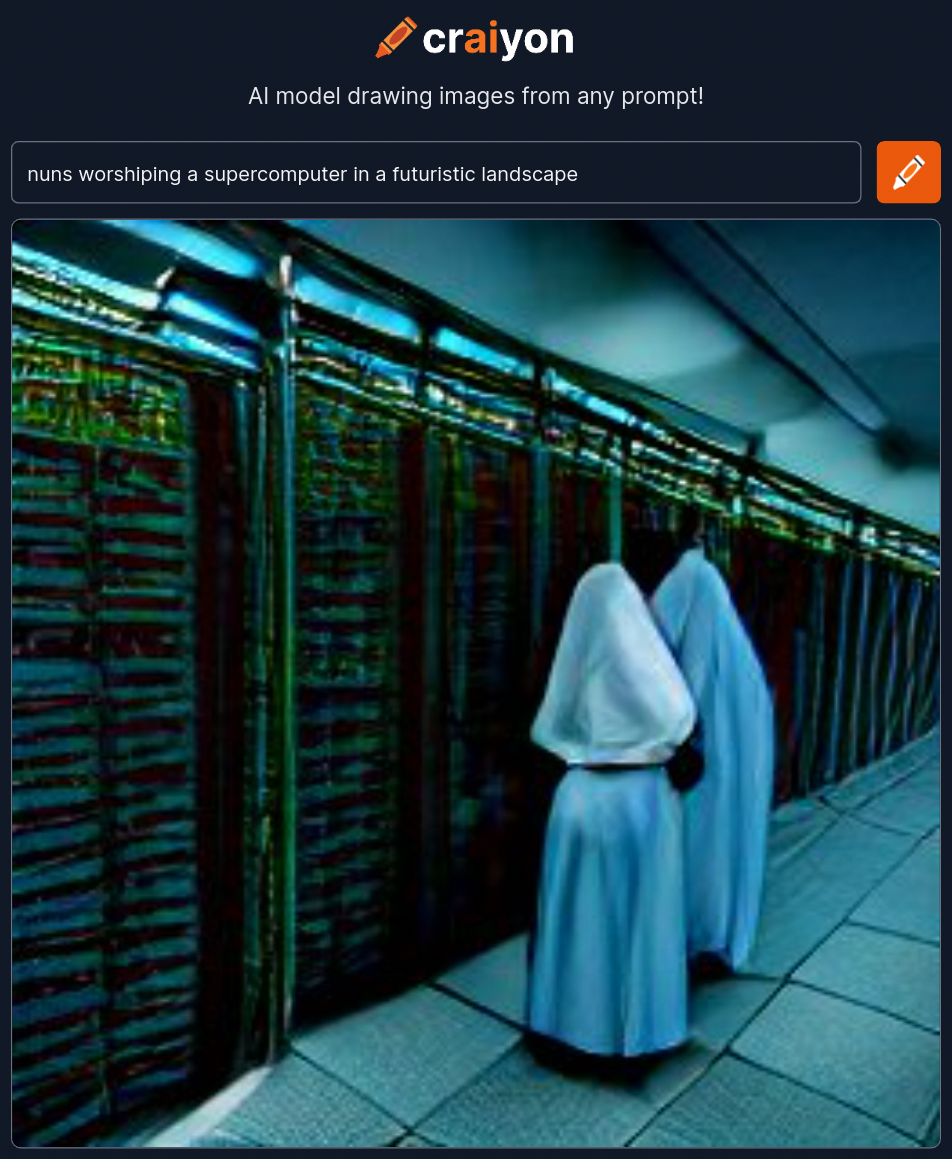 craiyon
AI model drawing images from any prompt!
nuns worshiping a supercomputer in a futuristic landscape